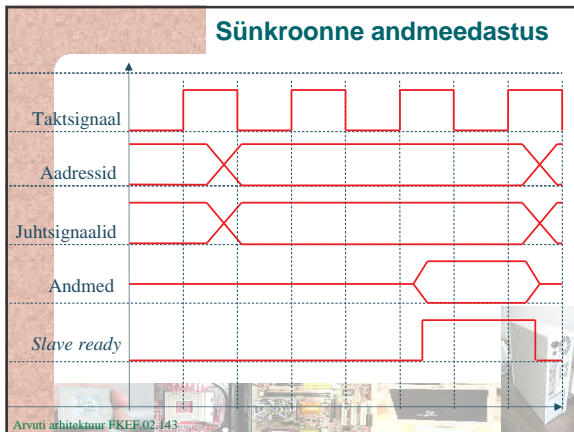 Sünkroonne andmeedastus
Taktsignaal
Aadressid
Juhtsignaalid
Andmed
Slave ready
Arvuti arhitektuur FKEF.02.143